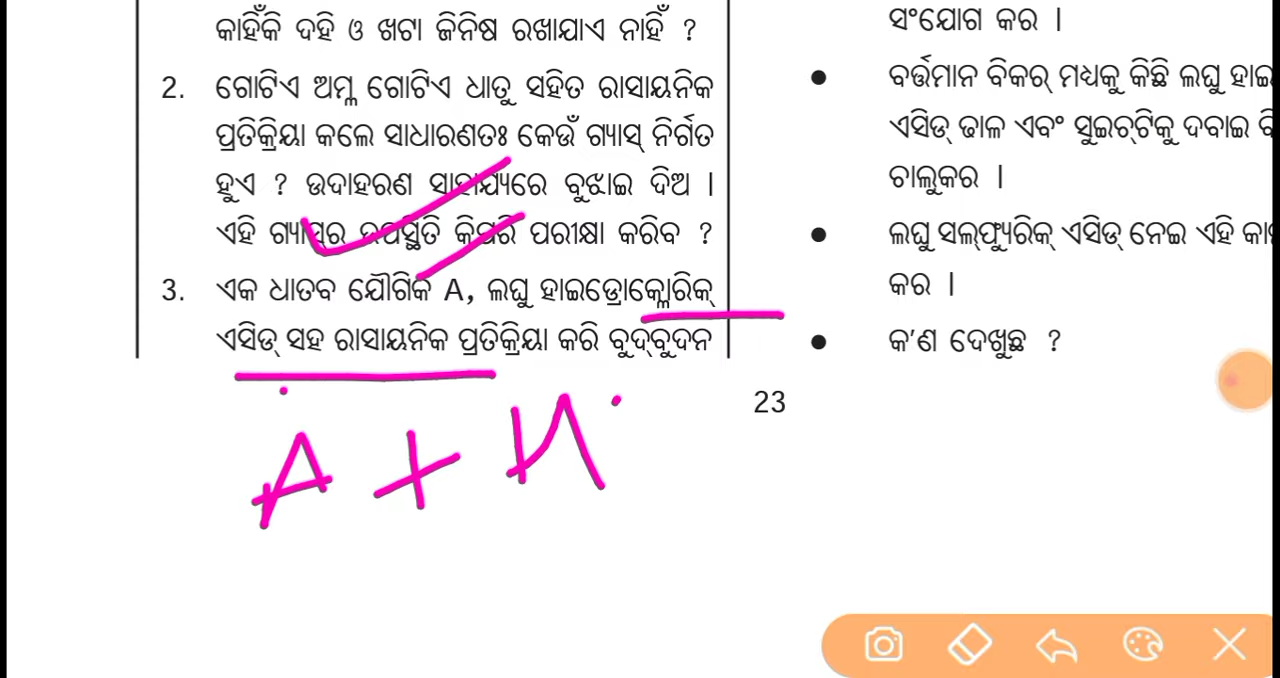 କାହିଁକି ଦହି ଓ ଖଟା ଜିନିଷ ରଖାଯାଏ ନାହିଁ ?
2. ଗୋଟିଏ ଅମ୍ଳ ଗୋଟିଏ ଧାତୁ ସହିତ ରାସାୟନିକ
ପ୍ରତିକ୍ରିୟା କଲେ ସାଧାରଣତଃ କେଉଁ ଗ୍ୟାସ୍ ନିର୍ଗତ
ହୁଏ ? ଉଦାହରଣ ସାହାଯ୍ୟରେ ବୁଝାଇ ଦିଅ ।
ଏହି ଗ୍ୟାସ୍‌ର ଉପସ୍ଥିତି କିପରି ପରୀକ୍ଷା କରିବ ?
3. ଏକ ଧାତବ ଯୌଗିକ A, ଲଘୁ ହାଇଡ୍ରୋକ୍ଲୋରିକ୍
ଏସିଡ୍ ସହ ରାସାୟନିକ ପ୍ରତିକ୍ରିୟା କରି ବୁଦ୍‌ବୁଦନ
A + H
ସଂଯୋଗ କର ।
● ବର୍ତ୍ତମାନ ବିକର୍ ମଧ୍ୟକୁ କିଛି ଲଘୁ
ଏସିଡ୍ ଢାଳ ଏବଂ ସୁଇଚ୍‌ଟିକୁ ଦବାଇ
ଚାଲୁକର ।
● ଲଘୁ ସଲ୍‌ଫ୍ୟୁରିକ୍ ଏସିଡ୍ ନେଇ ଏହି
କର ।
● କ'ଣ ଦେଖୁଛ ?
23